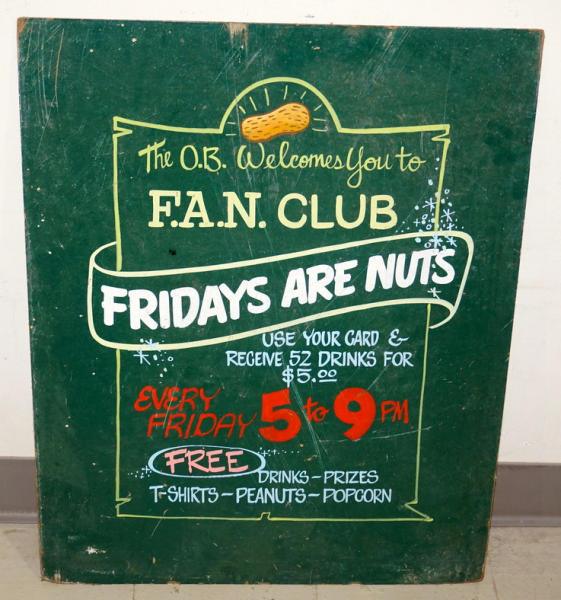 The O.B. Welcomes You to
F.A.N. CLUB
FRIDAYS ARE NUTS
USE YOUR CARD &
RECEIVE 52 DRINKS FOR
$5.00
EVERY
FRIDAY 5 to 9 PM
FREE
DRINKS - PRIZES
T-SHIRTS - PEANUTS - POPCORN